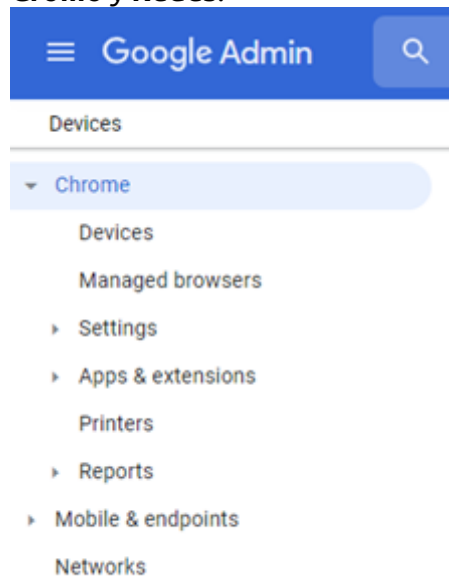 Google Admin
Devices
Chrome
Devices
Managed browsers
Settings
Apps & extensions
Printers
Reports
Mobile & endpoints
Networks